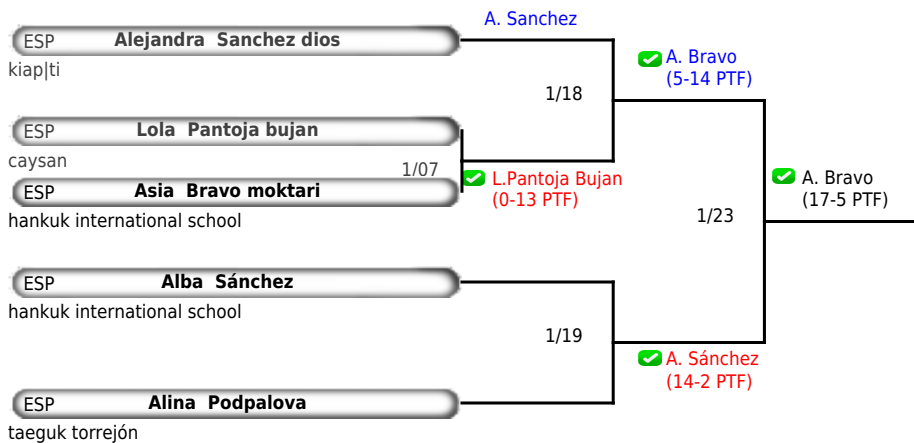 A. Sanchez
ESP Alejandra Sanchez dios
kiap|ti
A. Bravo
(5-14 PTF)
1/18
ESP Lola Pantoja bujan
caysan
1/07
L.Pantoja Bujan
(0-13 PTF)
A. Bravo
(17-5 PTF)
ESP Asia Bravo moktari
hankuk international school
1/23
ESP Alba Sánchez
hankuk international school
1/19
A. Sánchez
(14-2 PTF)
ESP Alina Podpalova
taeguk torrejón